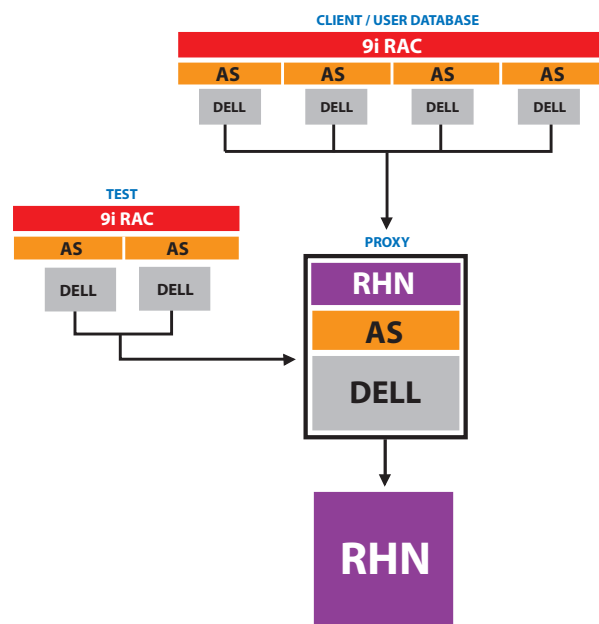 CLIENT / USER DATABASE
9i RAC
AS AS AS AS
DELL DELL DELL DELL
TEST
9i RAC
AS AS
DELL DELL
PROXY
RHN
AS
DELL
RHN